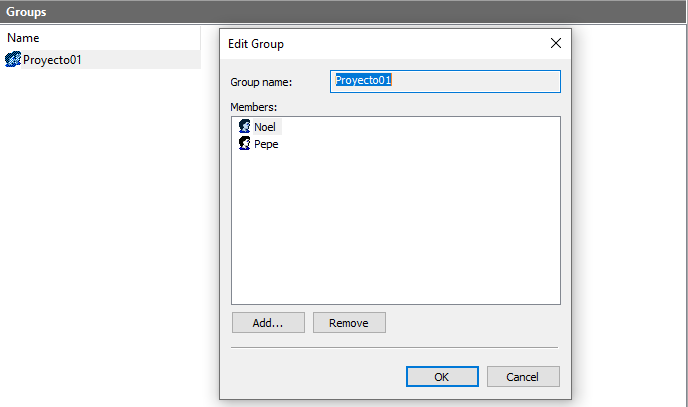 Groups
Name
Proyecto01
Edit Group
Group name: Proyecto01
Members:
Noel
Pepe
Add... Remove
OK Cancel